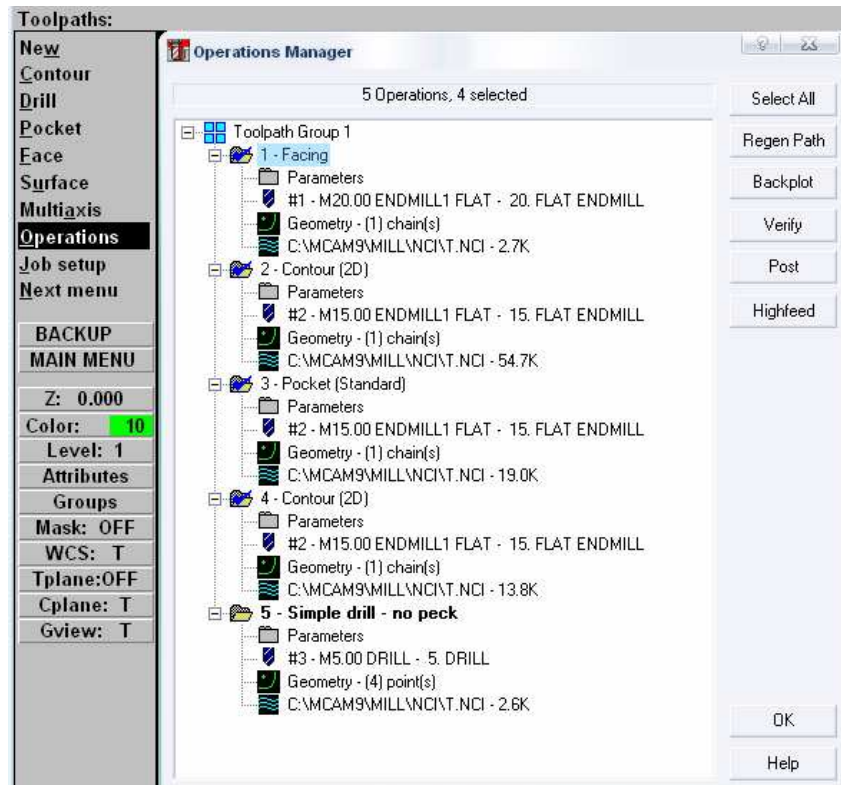 Toolpaths:
New
Contour
Drill
Pocket
Face
Surface
Multiaxis
Operations
Job setup
Next menu
BACKUP
MAIN MENU
Z: 0.000
Color: 10
Level: 1
Attributes
Groups
Mask: OFF
WCS: T
Tplane:OFF
Cplane: T
Gview: T
Operations Manager
5 Operations, 4 selected
Toolpath Group 1
1 - Facing
Parameters
#1 - M20.00 ENDMILL1 FLAT - 20. FLAT ENDMILL
Geometry - (1) chain(s)
C:\MCAM9\MILL\NCI\T.NCI - 2.7K
2 - Contour (2D)
Parameters
#2 - M15.00 ENDMILL1 FLAT - 15. FLAT ENDMILL
Geometry - (1) chain(s)
C:\MCAM9\MILL\NCI\T.NCI - 54.7K
3 - Pocket (Standard)
Parameters
#2 - M15.00 ENDMILL1 FLAT - 15. FLAT ENDMILL
Geometry - (1) chain(s)
C:\MCAM9\MILL\NCI\T.NCI - 19.0K
4 - Contour (2D)
Parameters
#2 - M15.00 ENDMILL1 FLAT - 15. FLAT ENDMILL
Geometry - (1) chain(s)
C:\MCAM9\MILL\NCI\T.NCI - 13.8K
5 - Simple drill - no peck
Parameters
#3 - M5.00 DRILL - 5. DRILL
Geometry - (4) point(s)
C:\MCAM9\MILL\NCI\T.NCI - 2.6K
Select All
Regen Path
Backplot
Verify
Post
Highfeed
OK
Help